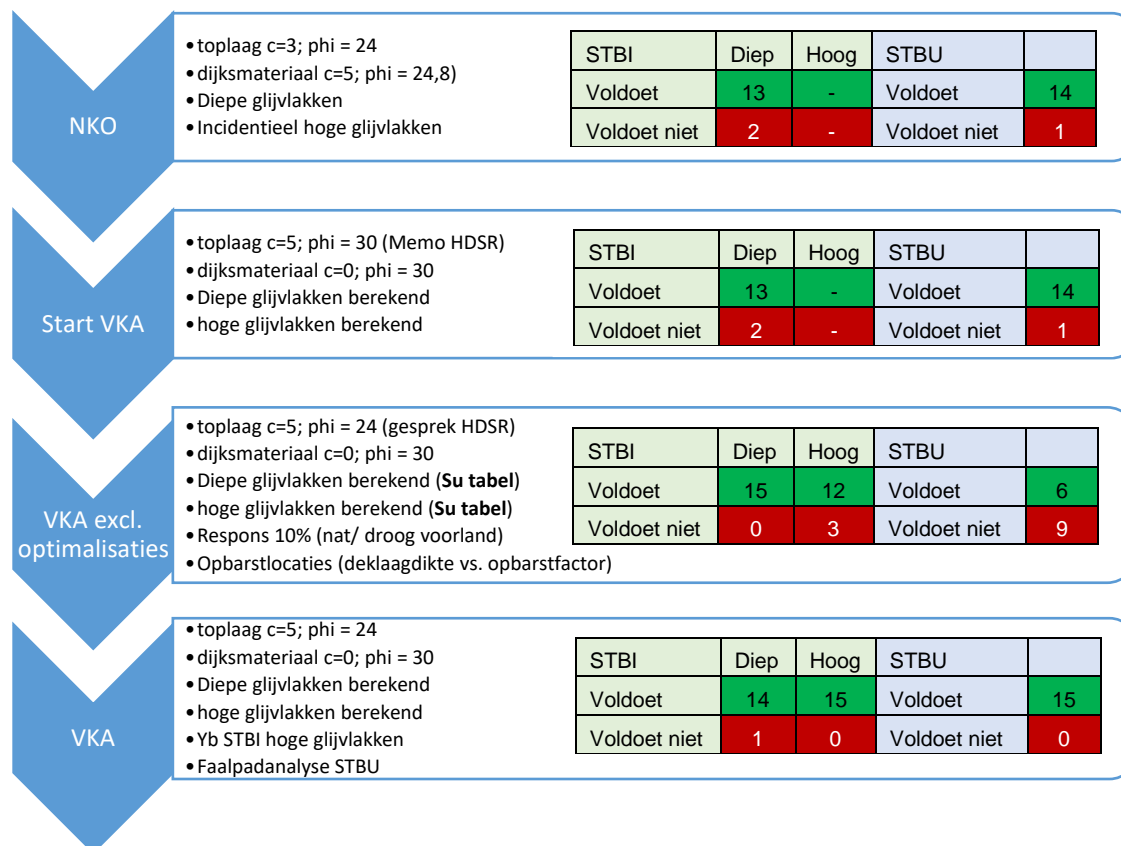 NKO
•toplaag c=3; phi = 24
•dijksmateriaal c=5; phi = 24,8)
•Diepe glijvlakken
•Incidentieel hoge glijvlakken
STBI Diep Hoog STBU
Voldoet 13 - Voldoet 14
Voldoet niet 2 - Voldoet niet 1
Start VKA
•toplaag c=5; phi = 30 (Memo HDSR)
•dijksmateriaal c=0; phi = 30
•Diepe glijvlakken berekend
•hoge glijvlakken berekend
STBI Diep Hoog STBU
Voldoet 13 - Voldoet 14
Voldoet niet 2 - Voldoet niet 1
VKA excl.
optimalisaties
•toplaag c=5; phi = 24 (gesprek HDSR)
•dijksmateriaal c=0; phi = 30
•Diepe glijvlakken berekend (Su tabel)
•hoge glijvlakken berekend (Su tabel)
•Respons 10% (nat/ droog voorland)
•Opbarstlocaties (deklaagdikte vs. opbarstfactor)
STBI Diep Hoog STBU
Voldoet 15 12 Voldoet 6
Voldoet niet 0 3 Voldoet niet 9
VKA
•toplaag c=5; phi = 24
•dijksmateriaal c=0; phi = 30
•Diepe glijvlakken berekend
•hoge glijvlakken berekend
•Yb STBI hoge glijvlakken
•Faalpadanalyse STBU
STBI Diep Hoog STBU
Voldoet 14 15 Voldoet 15
Voldoet niet 1 0 Voldoet niet 0